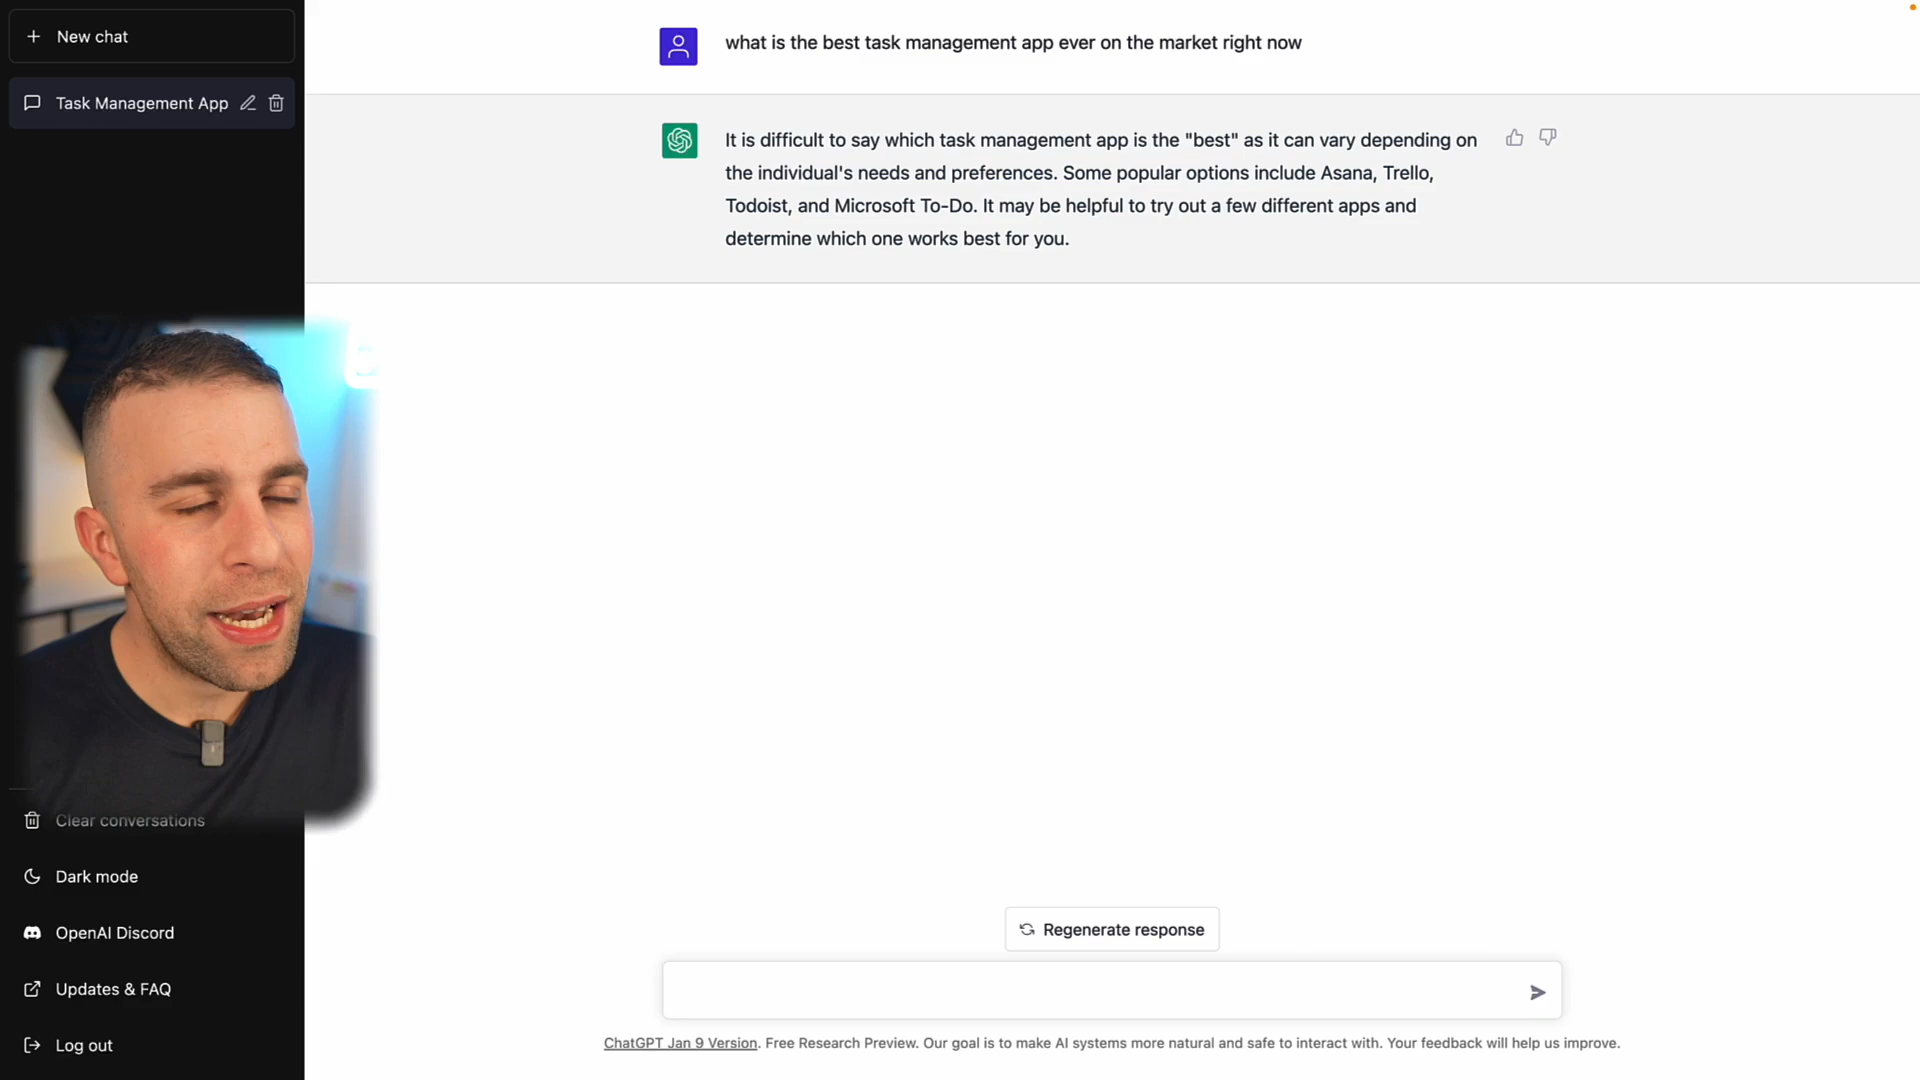 New chat
Task Management App
what is the best task management app ever on the market right now
It is difficult to say which task management app is the "best" as it can vary depending on
the individual's needs and preferences. Some popular options include Asana, Trello,
Todoist, and Microsoft To-Do. It may be helpful to try out a few different apps and
determine which one works best for you.
Clear conversations
Dark mode
OpenAI Discord
Updates & FAQ
Log out
Regenerate response
ChatGPT Jan 9 Version. Free Research Preview. Our goal is to make AI systems more natural and safe to interact with. Your feedback will help us improve.